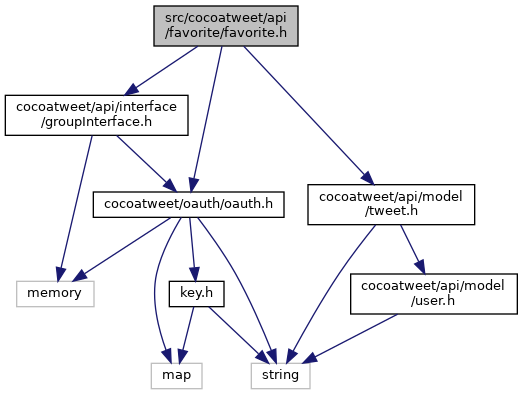 src/cocoatweet/api
/favorite/favorite.h
cocoatweet/api/interface
/groupInterface.h
cocoatweet/oauth/oauth.h
cocoatweet/api/model
/tweet.h
memory
key.h
cocoatweet/api/model
/user.h
map
string